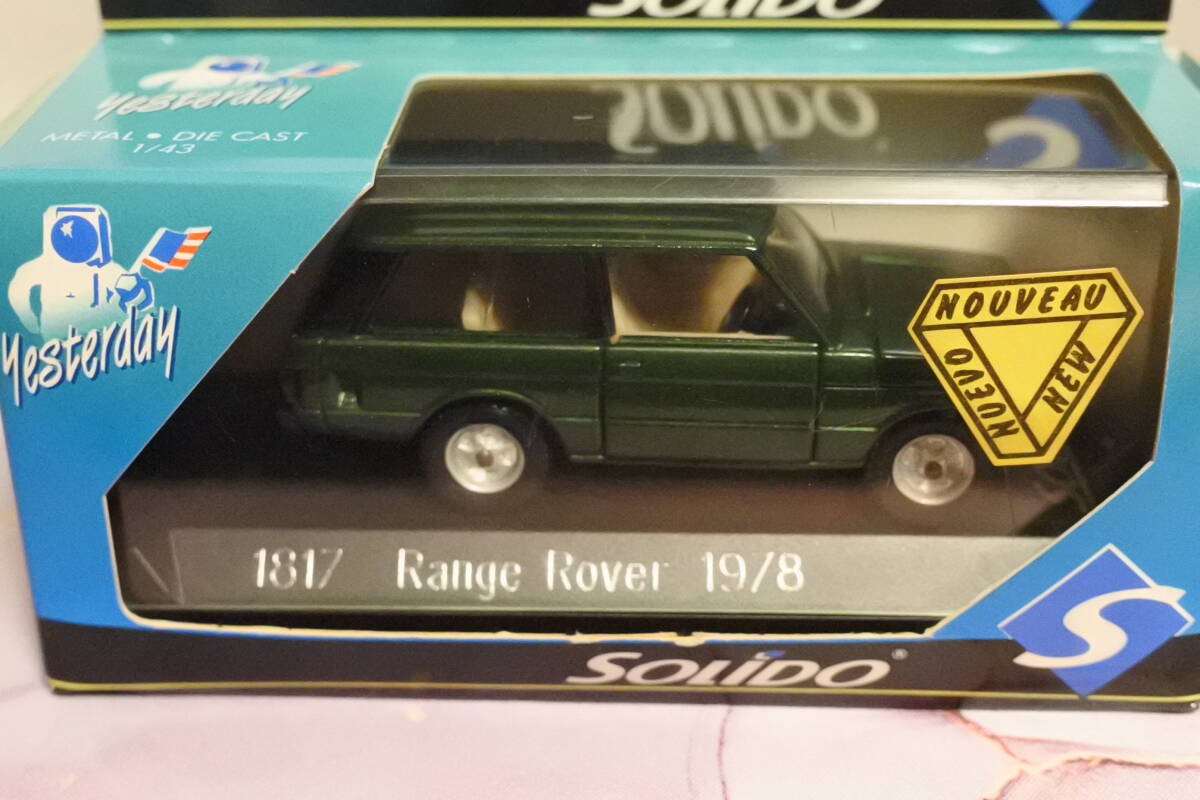 SOLIDO
Yesterday
METAL • DIE CAST
1/43
SOLIDO
S
Yesterday
NOUVEAU
NUEVO
NEW
1817 Range Rover 1978
SOLIDO®
S